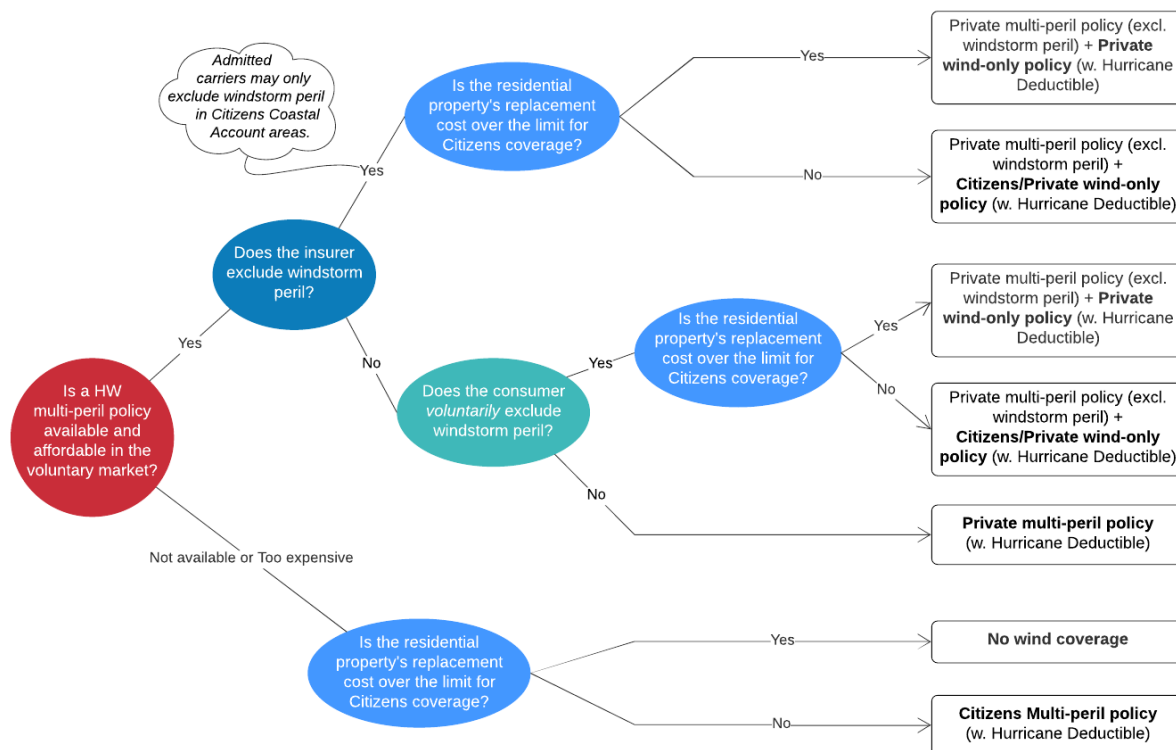 Admitted
carriers may only
exclude windstorm peril
in Citizens Coastal
Account areas.
Yes
Is the residential
property's replacement
cost over the limit for
Citizens coverage?
Yes
Private multi-peril policy (excl.
windstorm peril) + Private
wind-only policy (w. Hurricane
Deductible)
No
Private multi-peril policy (excl.
windstorm peril) +
Citizens/Private wind-only
policy (w. Hurricane Deductible)
Does the insurer
exclude windstorm
peril?
Yes
No
Is a HW
multi-peril policy
available and
affordable in the
voluntary market?
Does the consumer
voluntarily exclude
windstorm peril?
Yes
Is the residential
property's replacement
cost over the limit for
Citizens coverage?
Yes
Private multi-peril policy (excl.
windstorm peril) + Private
wind-only policy (w. Hurricane
Deductible)
No
Private multi-peril policy (excl.
windstorm peril) +
Citizens/Private wind-only
policy (w. Hurricane Deductible)
No
Private multi-peril policy
(w. Hurricane Deductible)
Not available or Too expensive
Is the residential
property's replacement
cost over the limit for
Citizens coverage?
Yes
No wind coverage
No
Citizens Multi-peril policy
(w. Hurricane Deductible)